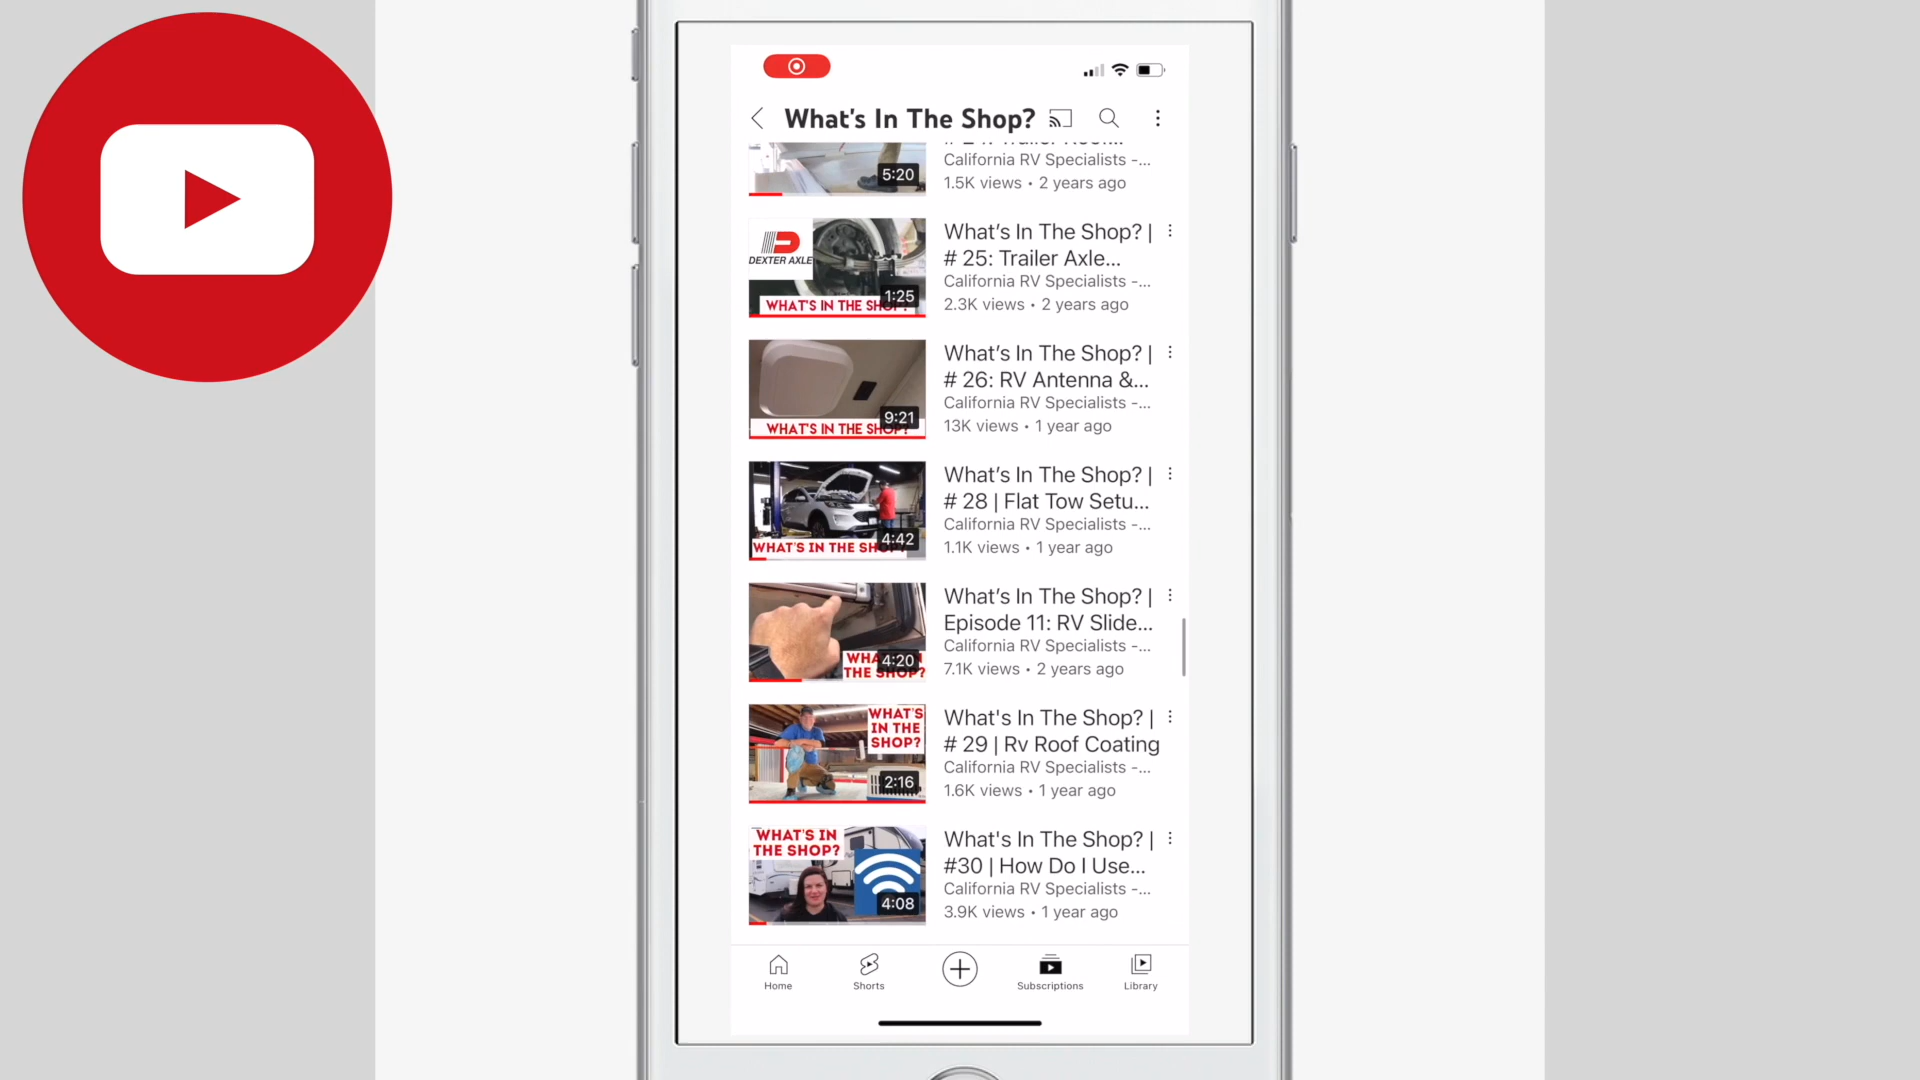 What's In The Shop?
5:20
California RV Specialists -...
1.5K views • 2 years ago
DEXTER AXLE
WHAT'S IN THE SHOP?
1:25
What's In The Shop? |
# 25: Trailer Axle...
California RV Specialists -...
2.3K views • 2 years ago
WHAT'S IN THE SHOP?
9:21
What's In The Shop? |
# 26: RV Antenna &...
California RV Specialists -...
13K views • 1 year ago
WHAT'S IN THE SHOP?
4:42
What's In The Shop? |
# 28 | Flat Tow Setu...
California RV Specialists -...
1.1K views • 1 year ago
4:20
THE SHOP?
What's In The Shop? |
Episode 11: RV Slide...
California RV Specialists -...
7.1K views • 2 years ago
WHAT'S
IN THE
SHOP?
2:16
What's In The Shop? |
# 29 | Rv Roof Coating
California RV Specialists -...
1.6K views • 1 year ago
WHAT'S IN
THE SHOP?
4:08
What's In The Shop? |
#30 | How Do I Use...
California RV Specialists -...
3.9K views • 1 year ago
Home
Shorts
Subscriptions
Library